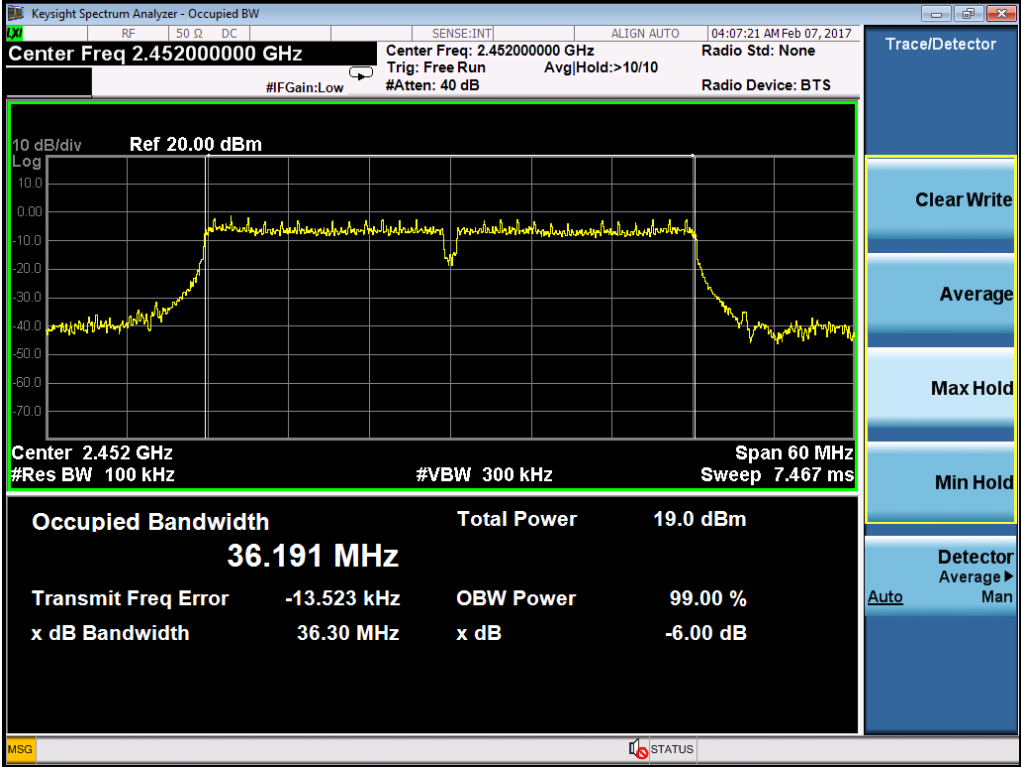 Keysight Spectrum Analyzer - Occupied BW
LXI RF 50 Ω DC SENSE:INT ALIGN AUTO 04:07:21 AM Feb 07, 2017
Center Freq 2.452000000 GHz
Center Freq: 2.452000000 GHz Radio Std: None
Trig: Free Run Avg|Hold:>10/10
#IFGain:Low #Atten: 40 dB Radio Device: BTS
Trace/Detector
10 dB/div Ref 20.00 dBm
Log
10.0
0.00
-10.0
-20.0
-30.0
-40.0
-50.0
-60.0
-70.0
Center 2.452 GHz Span 60 MHz
#Res BW 100 kHz #VBW 300 kHz Sweep 7.467 ms
Occupied Bandwidth Total Power 19.0 dBm
36.191 MHz
Transmit Freq Error -13.523 kHz OBW Power 99.00 %
x dB Bandwidth 36.30 MHz x dB -6.00 dB
Clear Write
Average
Max Hold
Min Hold
Detector
Average
Auto Man
MSG STATUS